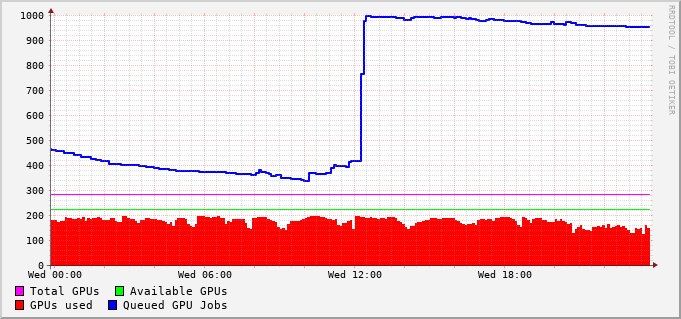 1000
900
800
700
600
500
400
300
200
100
0
Wed 00:00 Wed 06:00 Wed 12:00 Wed 18:00
Total GPUs Available GPUs
GPUs used Queued GPU Jobs
RRDTOOL / TOBI OETIKER